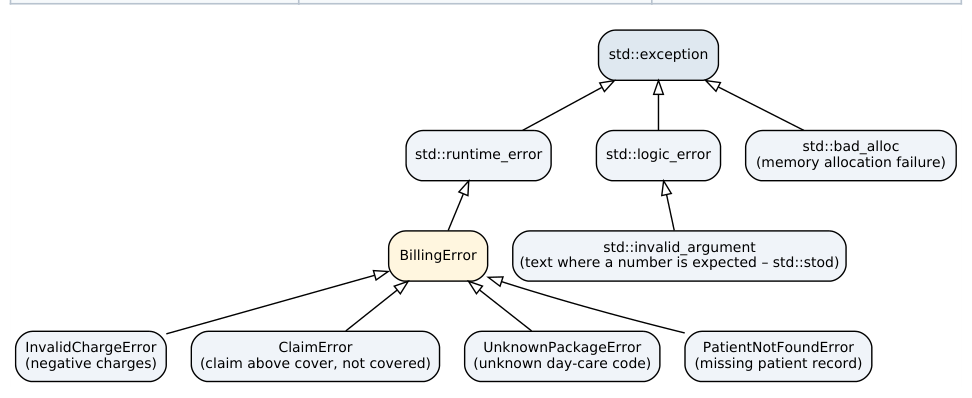 std::exception
std::runtime_error
std::logic_error
std::bad_alloc
(memory allocation failure)
BillingError
std::invalid_argument
(text where a number is expected – std::stod)
InvalidChargeError
(negative charges)
ClaimError
(claim above cover, not covered)
UnknownPackageError
(unknown day-care code)
PatientNotFoundError
(missing patient record)